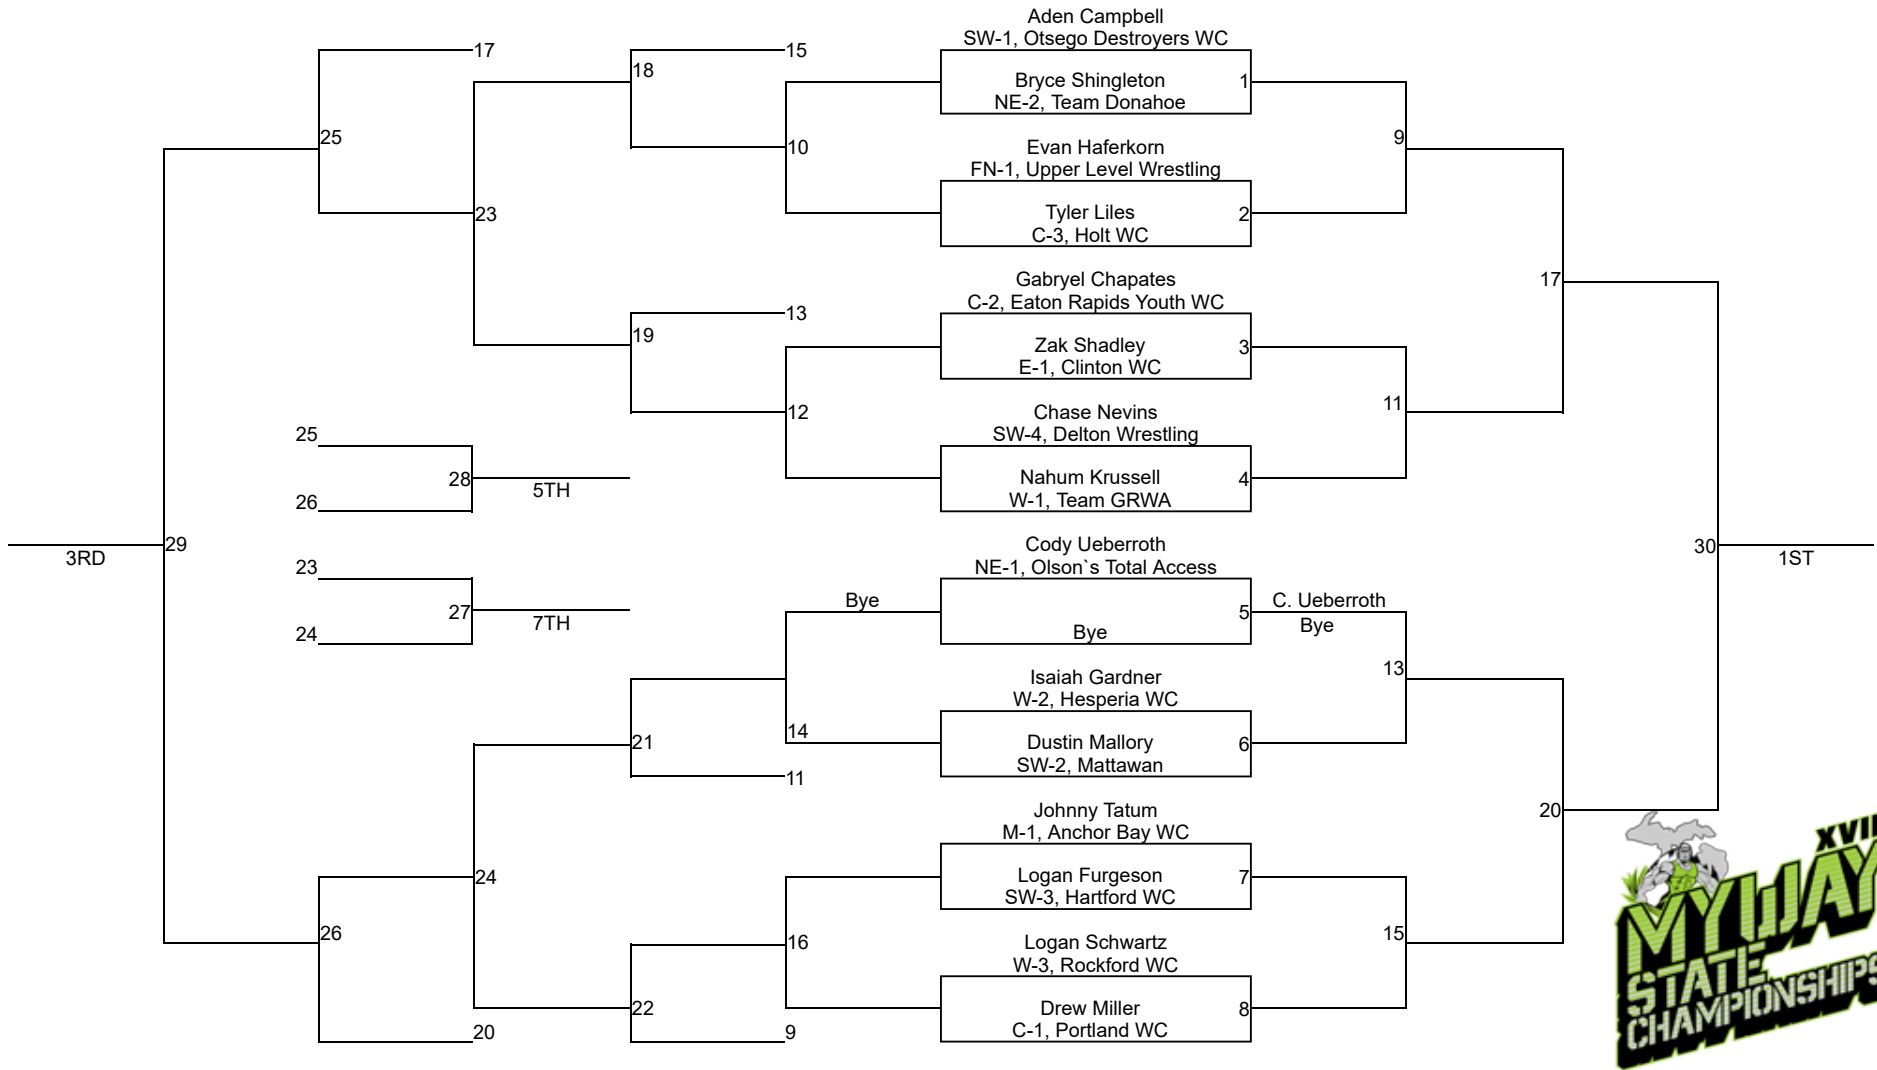 Aden Campbell
SW-1, Otsego Destroyers WC
17
15
18
Bryce Shingleton
1
NE-2, Team Donahoe
25
10
Evan Haferkorn
9
FN-1, Upper Level Wrestling
23
Tyler Liles
2
C-3, Holt WC
Gabryel Chapates
17
C-2, Eaton Rapids Youth WC
13
19
Zak Shadley
3
E-1, Clinton WC
12
Chase Nevins
11
SW-4, Delton Wrestling
25
28
5TH
26
Nahum Krussell
4
W-1, Team GRWA
29
3RD
Cody Ueberroth
30
1ST
NE-1, Olson`s Total Access
23
27
7TH
24
Bye
5
C. Ueberroth
Bye
Bye
Isaiah Gardner
13
W-2, Hesperia WC
14
21
Dustin Mallory
6
SW-2, Mattawan
11
Johnny Tatum
20
M-1, Anchor Bay WC
24
Logan Furgeson
7
SW-3, Hartford WC
26
16
Logan Schwartz
15
W-3, Rockford WC
22
Drew Miller
8
C-1, Portland WC
20
9
MYWAY
STATE
CHAMPIONSHIPS